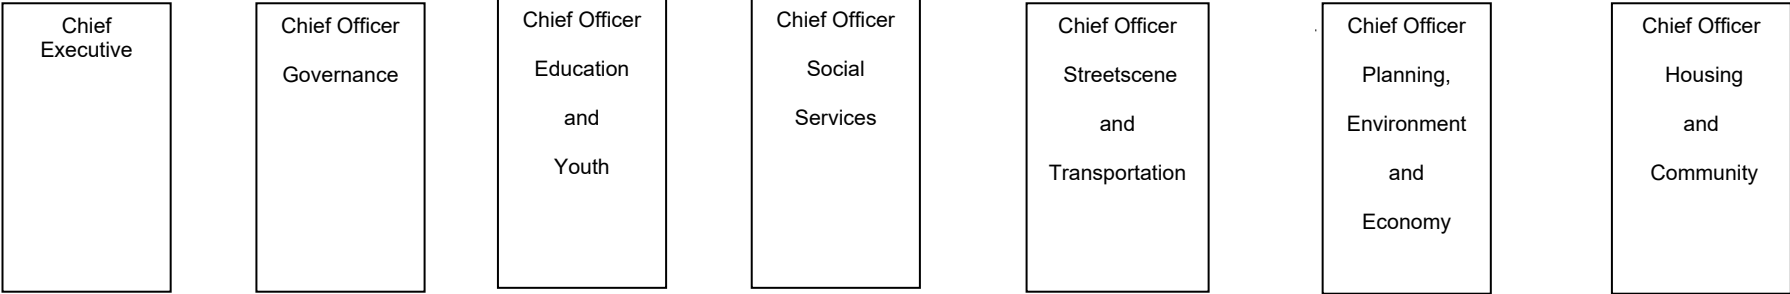 Chief
Executive
Chief Officer
Governance
Chief Officer
Education
and
Youth
Chief Officer
Social
Services
Chief Officer
Streetscene
and
Transportation
Chief Officer
Planning,
Environment
and
Economy
Chief Officer
Housing
and
Community